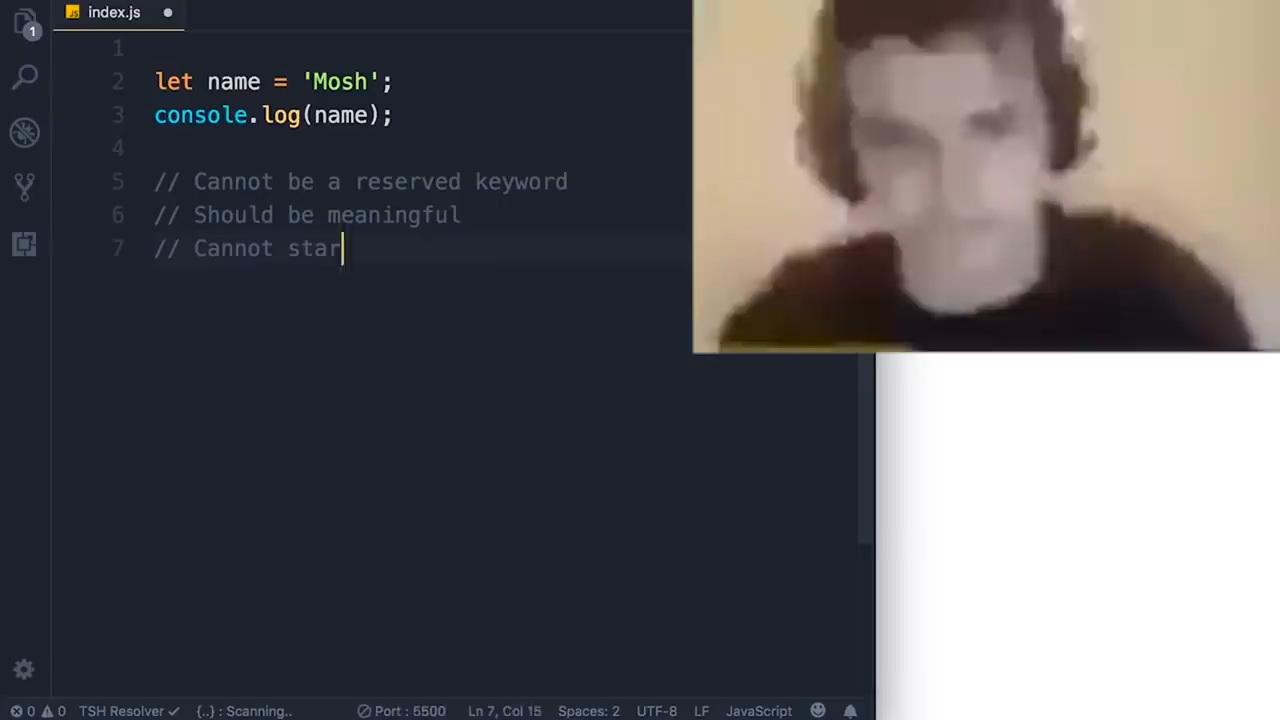 index.js
1
1
2 let name = 'Mosh';
3 console.log(name);
4
5 // Cannot be a reserved keyword
6 // Should be meaningful
7 // Cannot star
0 0 TSH Resolver {..} : Scanning.. Port : 5500 Ln 7, Col 15 Spaces: 2 UTF-8 LF JavaScript